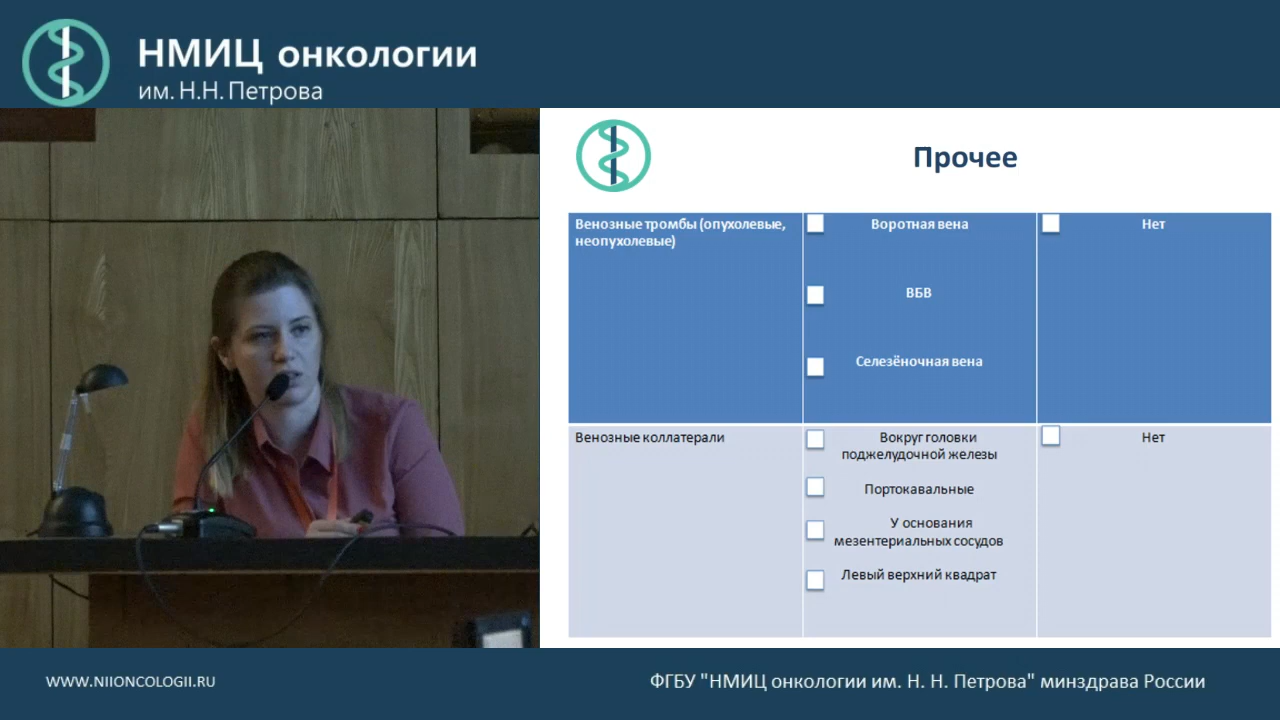 НМИЦ онкологии
им. Н.Н. Петрова
Прочее
Венозные тромбы (опухолевые,
неопухолевые)
Воротная вена
ВБВ
Селезёночная вена
Нет
Венозные коллатерали
Вокруг головки
поджелудочной железы
Портокавальные
У основания
мезентериальных сосудов
Левый верхний квадрат
Нет
WWW.NIIONCOLOGII.RU
ФГБУ "НМИЦ онкологии им. Н. Н. Петрова" минздрава России